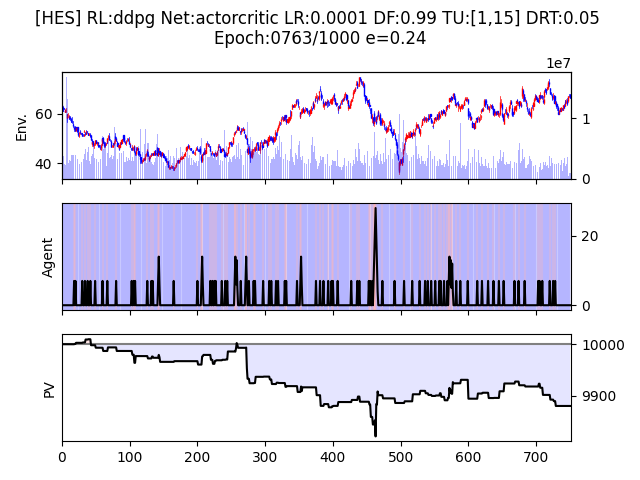 [HES] RL:ddpg Net:actorcritic LR:0.0001 DF:0.99 TU:[1,15] DRT:0.05
Epoch:0763/1000 e=0.24
1e7
Env.
60
40
1
0
Agent
20
0
PV
10000
9900
0 100 200 300 400 500 600 700